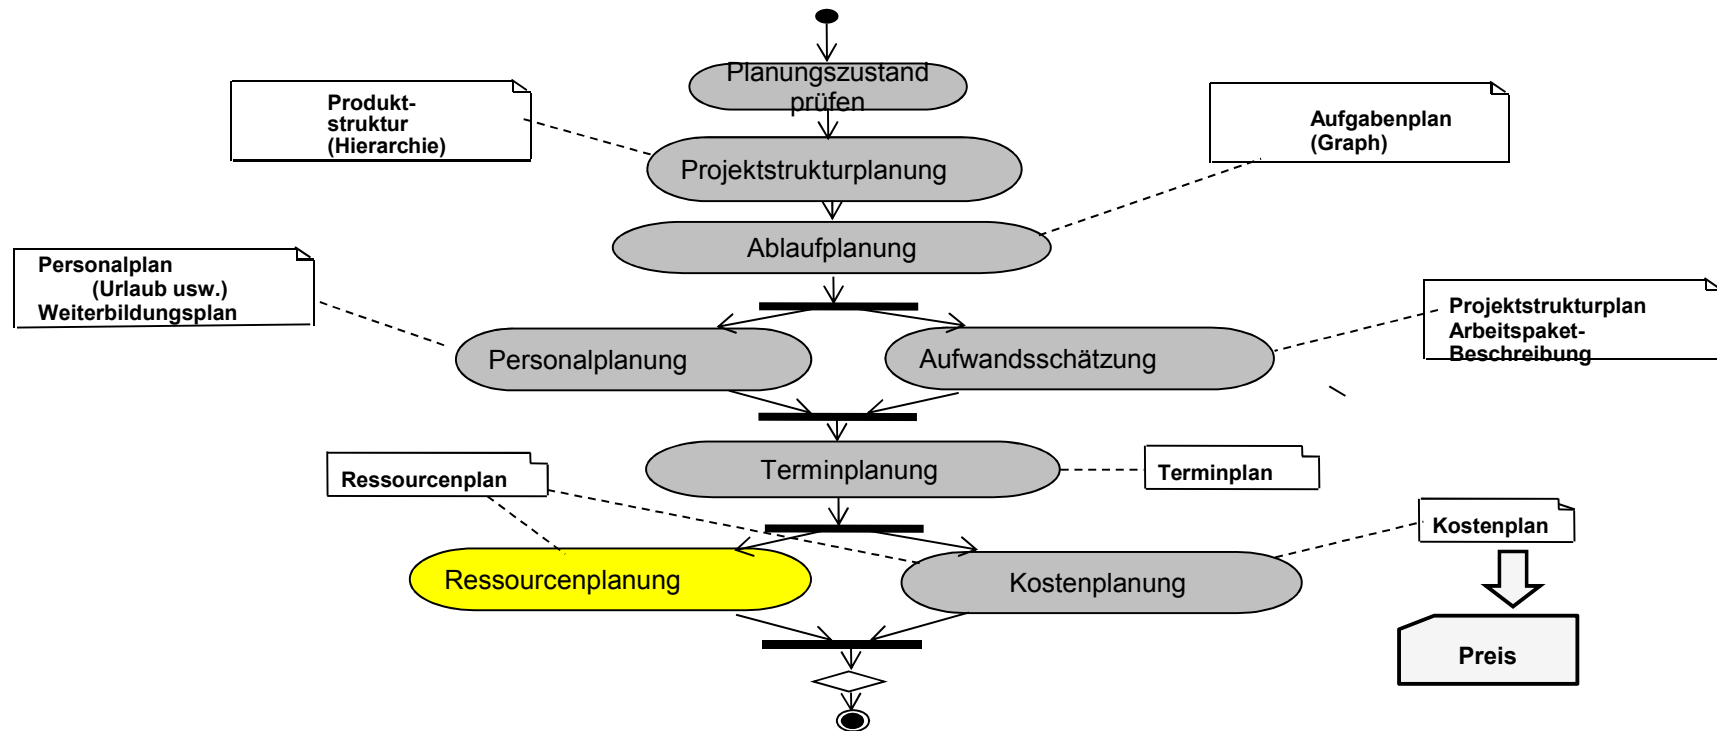 Planungszustand
prüfen
Produkt-
struktur
(Hierarchie)
Aufgabenplan
(Graph)
Projektstrukturplanung
Ablaufplanung
Personalplan
(Urlaub usw.)
Weiterbildungsplan
Projektstrukturplan
Arbeitspaket-
Beschreibung
Personalplanung
Aufwandsschätzung
Terminplanung
Terminplan
Ressourcenplan
Kostenplan
Ressourcenplanung
Kostenplanung
Preis